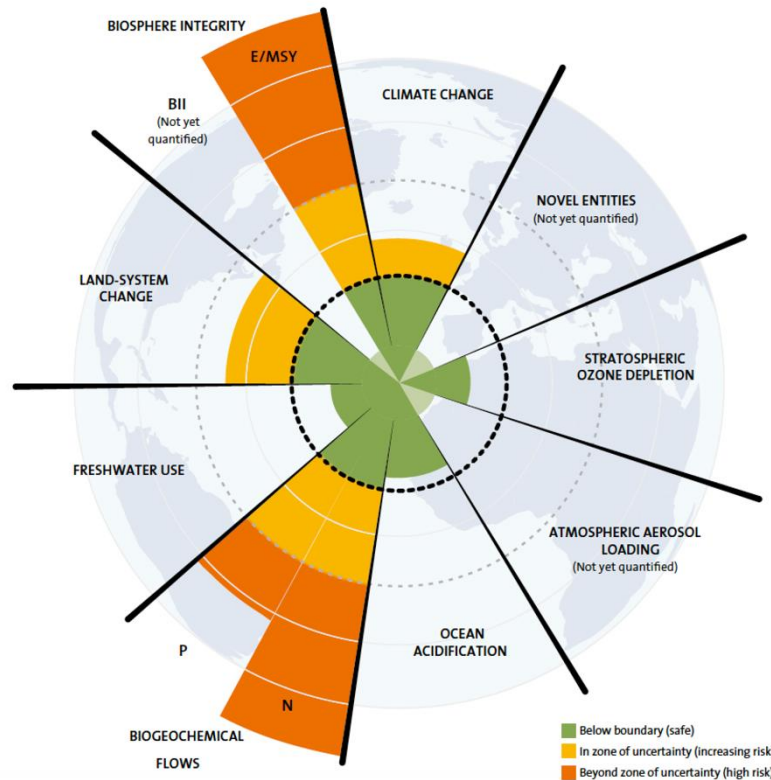 BIOSPHERE INTEGRITY
E/MSY
BII
(Not yet
quantified)
CLIMATE CHANGE
NOVEL ENTITIES
(Not yet quantified)
LAND-SYSTEM
CHANGE
STRATOSPHERIC
OZONE DEPLETION
FRESHWATER USE
ATMOSPHERIC AEROSOL
LOADING
(Not yet quantified)
OCEAN
ACIDIFICATION
P
N
BIOGEOCHEMICAL
FLOWS
Below boundary (safe)
In zone of uncertainty (increasing risk
Beyond zone of uncertainty (high risk)